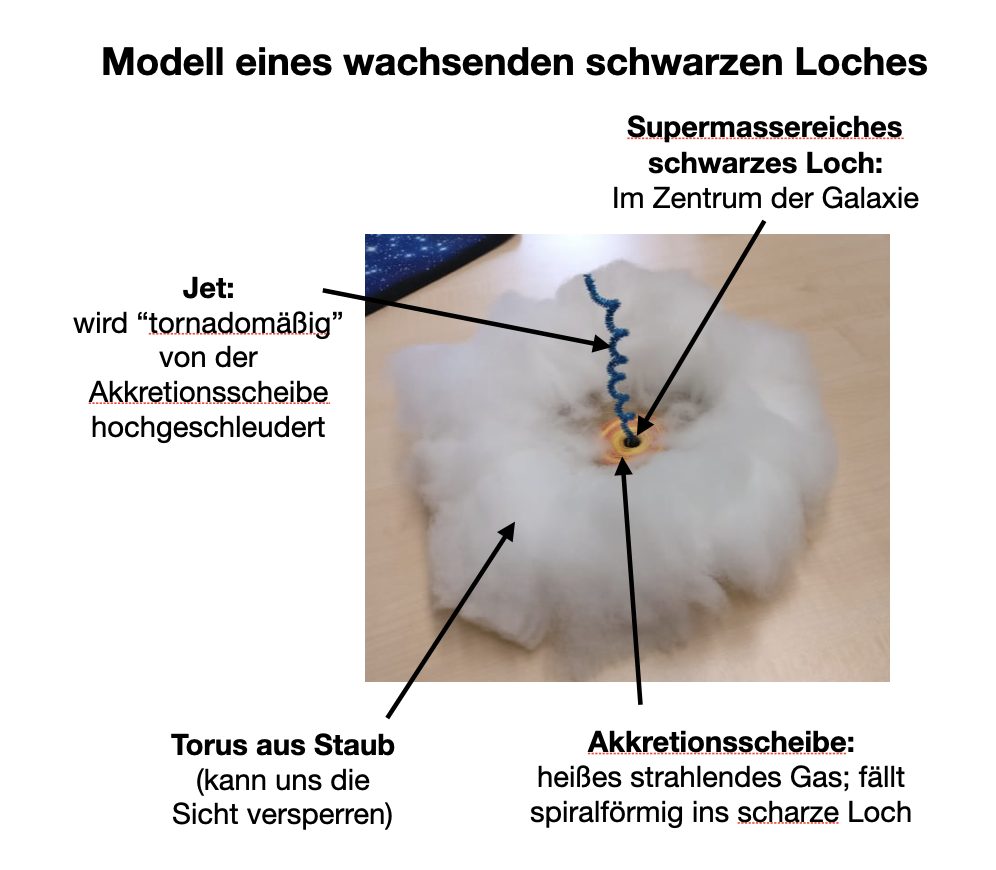 Modell eines wachsenden schwarzen Loches
Supermassereiches
schwarzes Loch:
Im Zentrum der Galaxie
Jet:
wird “tornadomäßig”
von der
Akkretionsscheibe
hochgeschleudert
Torus aus Staub
(kann uns die
Sicht versperren)
Akkretionsscheibe:
heißes strahlendes Gas; fällt
spiralförmig ins scharze Loch